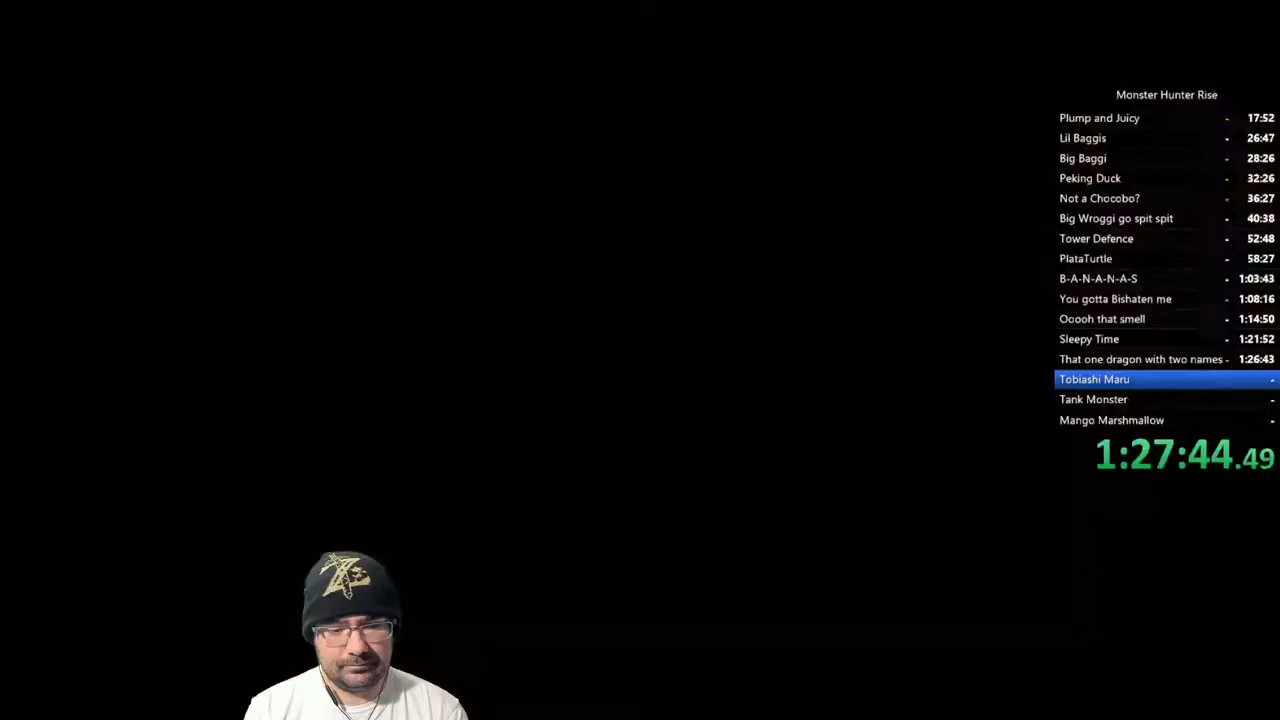 Monster Hunter Rise
Plump and Juicy - 17:52
Lil Baggis - 26:47
Big Baggi - 28:26
Peking Duck - 32:26
Not a Chocobo? - 36:27
Big Wroggi go spit spit - 40:38
Tower Defence - 52:48
PlataTurtle - 58:27
B-A-N-A-N-A-S - 1:03:43
You gotta Bishaten me - 1:08:16
Ooooh that smell - 1:14:50
Sleepy Time - 1:21:52
That one dragon with two names - 1:26:43
Tobiashi Maru -
Tank Monster -
Mango Marshmallow -
1:27:44.49